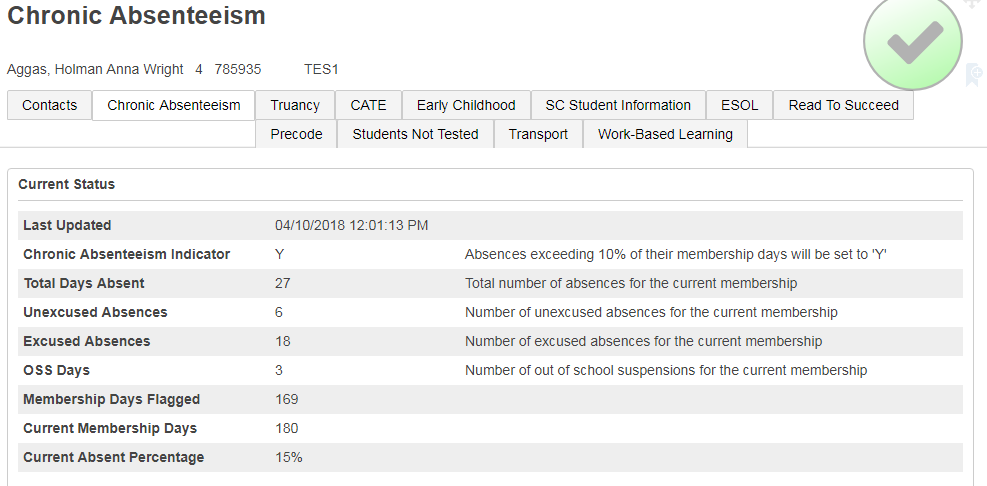 Chronic Absenteeism
Aggas, Holman Anna Wright 4 785935 TES1
Contacts Chronic Absenteeism Truancy CATE Early Childhood SC Student Information ESOL Read To Succeed
Precode Students Not Tested Transport Work-Based Learning
Current Status
Last Updated 04/10/2018 12:01:13 PM
Chronic Absenteeism Indicator Y Absences exceeding 10% of their membership days will be set to 'Y'
Total Days Absent 27 Total number of absences for the current membership
Unexcused Absences 6 Number of unexcused absences for the current membership
Excused Absences 18 Number of excused absences for the current membership
OSS Days 3 Number of out of school suspensions for the current membership
Membership Days Flagged 169
Current Membership Days 180
Current Absent Percentage 15%